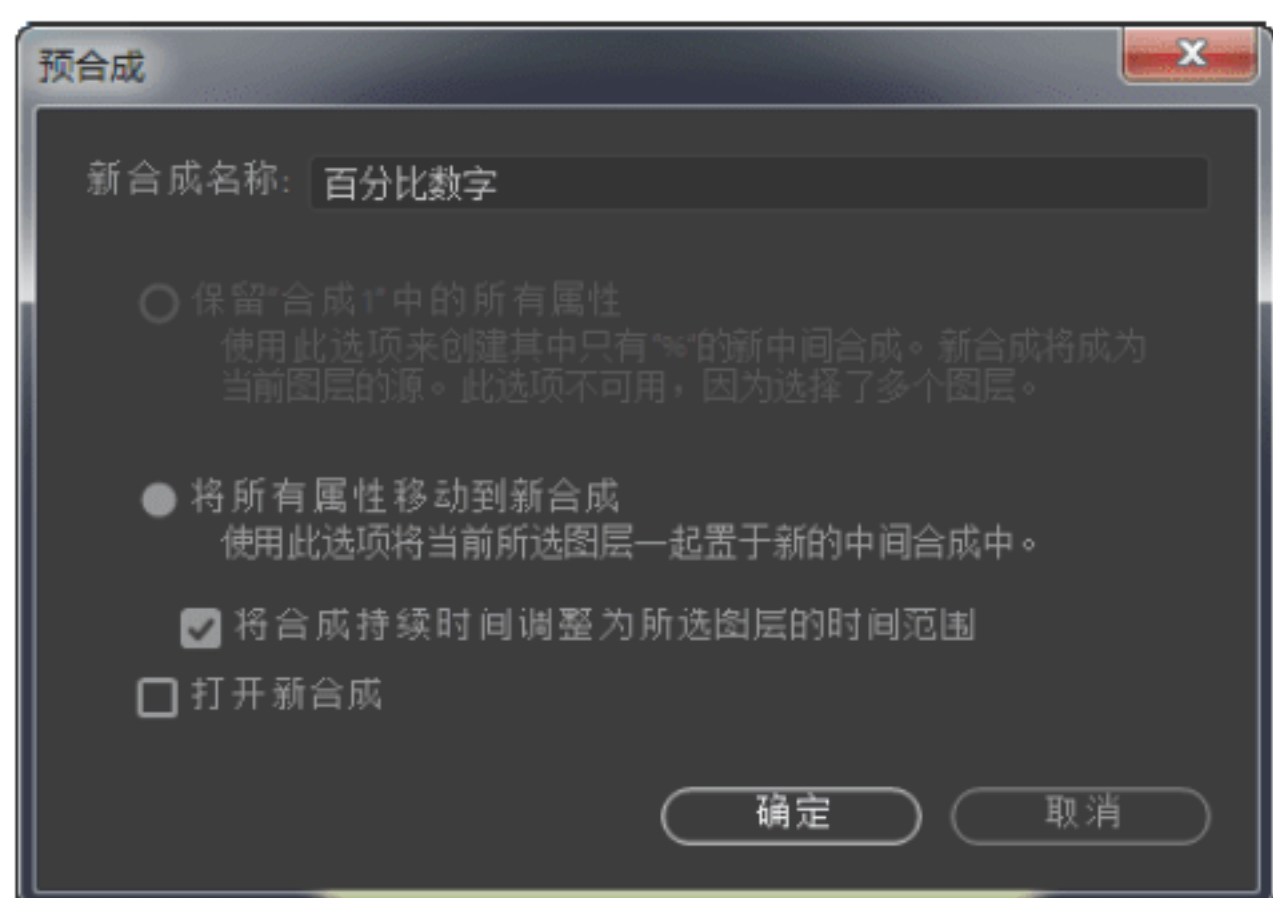 预合成
新合成名称: 百分比数字
保留“合成1”中的所有属性
使用此选项来创建其中只有“%”的新中间合成。新合成将成为
当前图层的源。此选项不可用，因为选择了多个图层。
将所有属性移动到新合成
使用此选项将当前所选图层一起置于新的中间合成中。
将合成持续时间调整为所选图层的时间范围
打开新合成
确定 取消